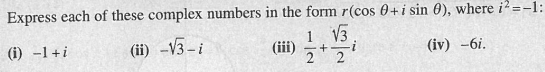 Express each of these complex numbers in the form r(cos θ+i sin θ), where i²=−1:
(i) −1+i (ii) −√3−i (iii) 1/2+√3/2 i (iv) −6i.